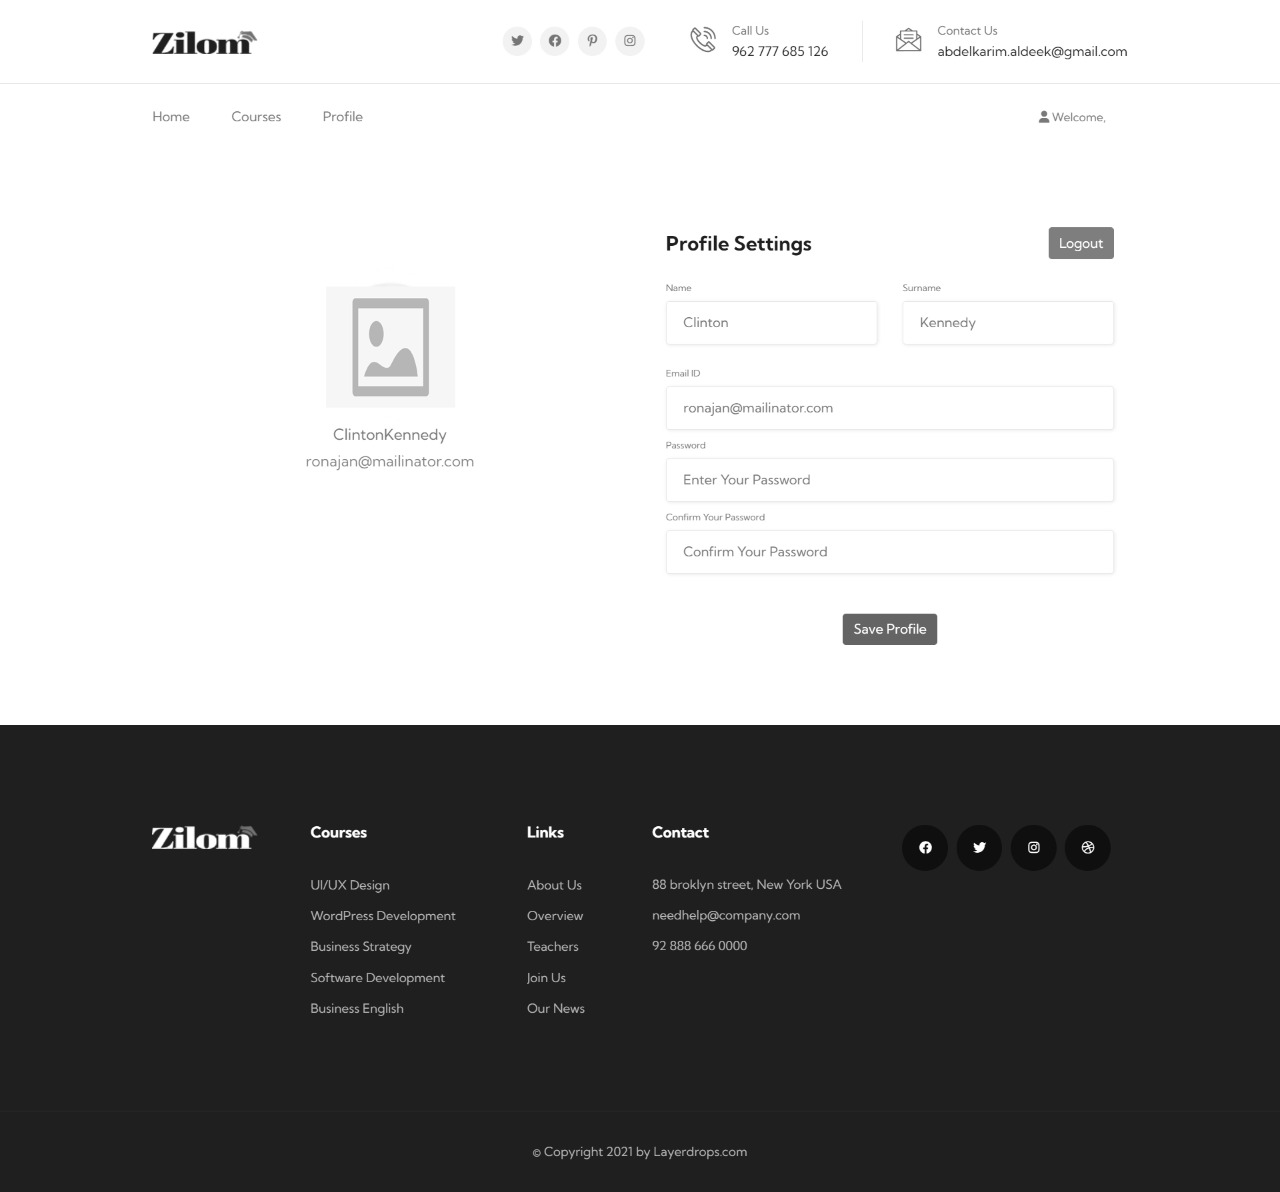 Zilom
Call Us
962 777 685 126
Contact Us
abdelkarim.aldeek@gmail.com
Home
Courses
Profile
Welcome,
Profile Settings
Logout
Name
Surname
Clinton
Kennedy
Email ID
ronajan@mailinator.com
Password
Enter Your Password
Confirm Your Password
Confirm Your Password
Save Profile
ClintonKennedy
ronajan@mailinator.com
Zilom
Courses
UI/UX Design
WordPress Development
Business Strategy
Software Development
Business English
Links
About Us
Overview
Teachers
Join Us
Our News
Contact
88 broklyn street, New York USA
needhelp@company.com
92 888 666 0000
© Copyright 2021 by Layerdrops.com